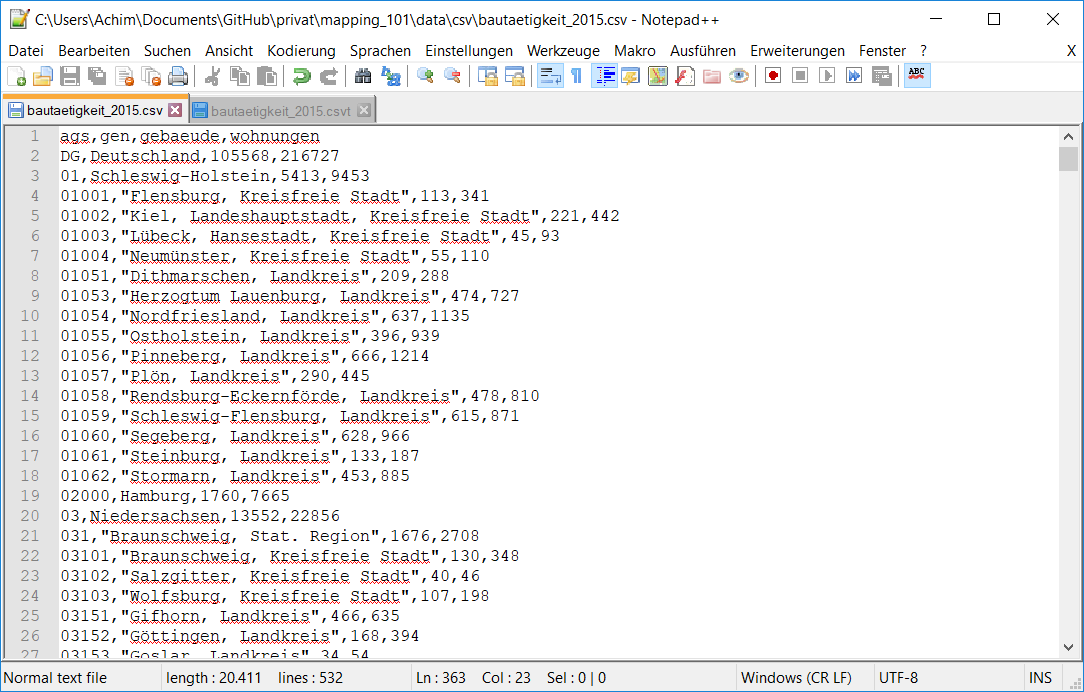 C:\Users\Achim\Documents\GitHub\privat\mapping_101\data\csv\bautaetigkeit_2015.csv - Notepad++
Datei Bearbeiten Suchen Ansicht Kodierung Sprachen Einstellungen Werkzeuge Makro Ausführen Erweiterungen Fenster ? X
ABC
bautaetigkeit_2015.csv bautaetigkeit_2015.csvt
1 ags,gen,gebaeude,wohnungen
2 DG,Deutschland,105568,216727
3 01,Schleswig-Holstein,5413,9453
4 01001,"Flensburg, Kreisfreie Stadt",113,341
5 01002,"Kiel, Landeshauptstadt, Kreisfreie Stadt",221,442
6 01003,"Lübeck, Hansestadt, Kreisfreie Stadt",45,93
7 01004,"Neumünster, Kreisfreie Stadt",55,110
8 01051,"Dithmarschen, Landkreis",209,288
9 01053,"Herzogtum Lauenburg, Landkreis",474,727
10 01054,"Nordfriesland, Landkreis",637,1135
11 01055,"Ostholstein, Landkreis",396,939
12 01056,"Pinneberg, Landkreis",666,1214
13 01057,"Plön, Landkreis",290,445
14 01058,"Rendsburg-Eckernförde, Landkreis",478,810
15 01059,"Schleswig-Flensburg, Landkreis",615,871
16 01060,"Segeberg, Landkreis",628,966
17 01061,"Steinburg, Landkreis",133,187
18 01062,"Stormarn, Landkreis",453,885
19 02000,Hamburg,1760,7665
20 03,Niedersachsen,13552,22856
21 031,"Braunschweig, Stat. Region",1676,2708
22 03101,"Braunschweig, Kreisfreie Stadt",130,348
23 03102,"Salzgitter, Kreisfreie Stadt",40,46
24 03103,"Wolfsburg, Kreisfreie Stadt",107,198
25 03151,"Gifhorn, Landkreis",466,635
26 03152,"Göttingen, Landkreis",168,394
27 03153,"Goslar, Landkreis",34,54
Normal text file length : 20.411 lines : 532 Ln : 363 Col : 23 Sel : 0 | 0 Windows (CR LF) UTF-8 INS